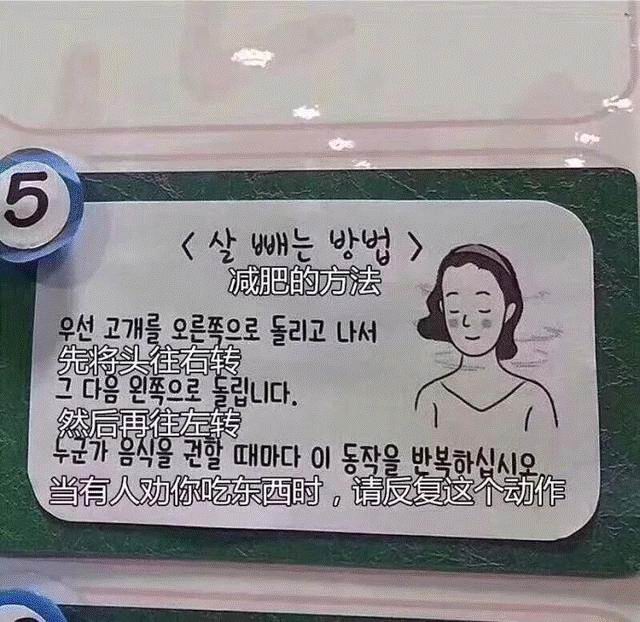 5
< 살 빼는 방법 >
减肥的方法
우선 고개를 오른쪽으로 돌리고 나서
先将头往右转
그 다음 왼쪽으로 돌립니다.
然后再往左转
누군가 음식을 권할 때마다 이 동작을 반복하십시오
当有人劝你吃东西时，请反复这个动作